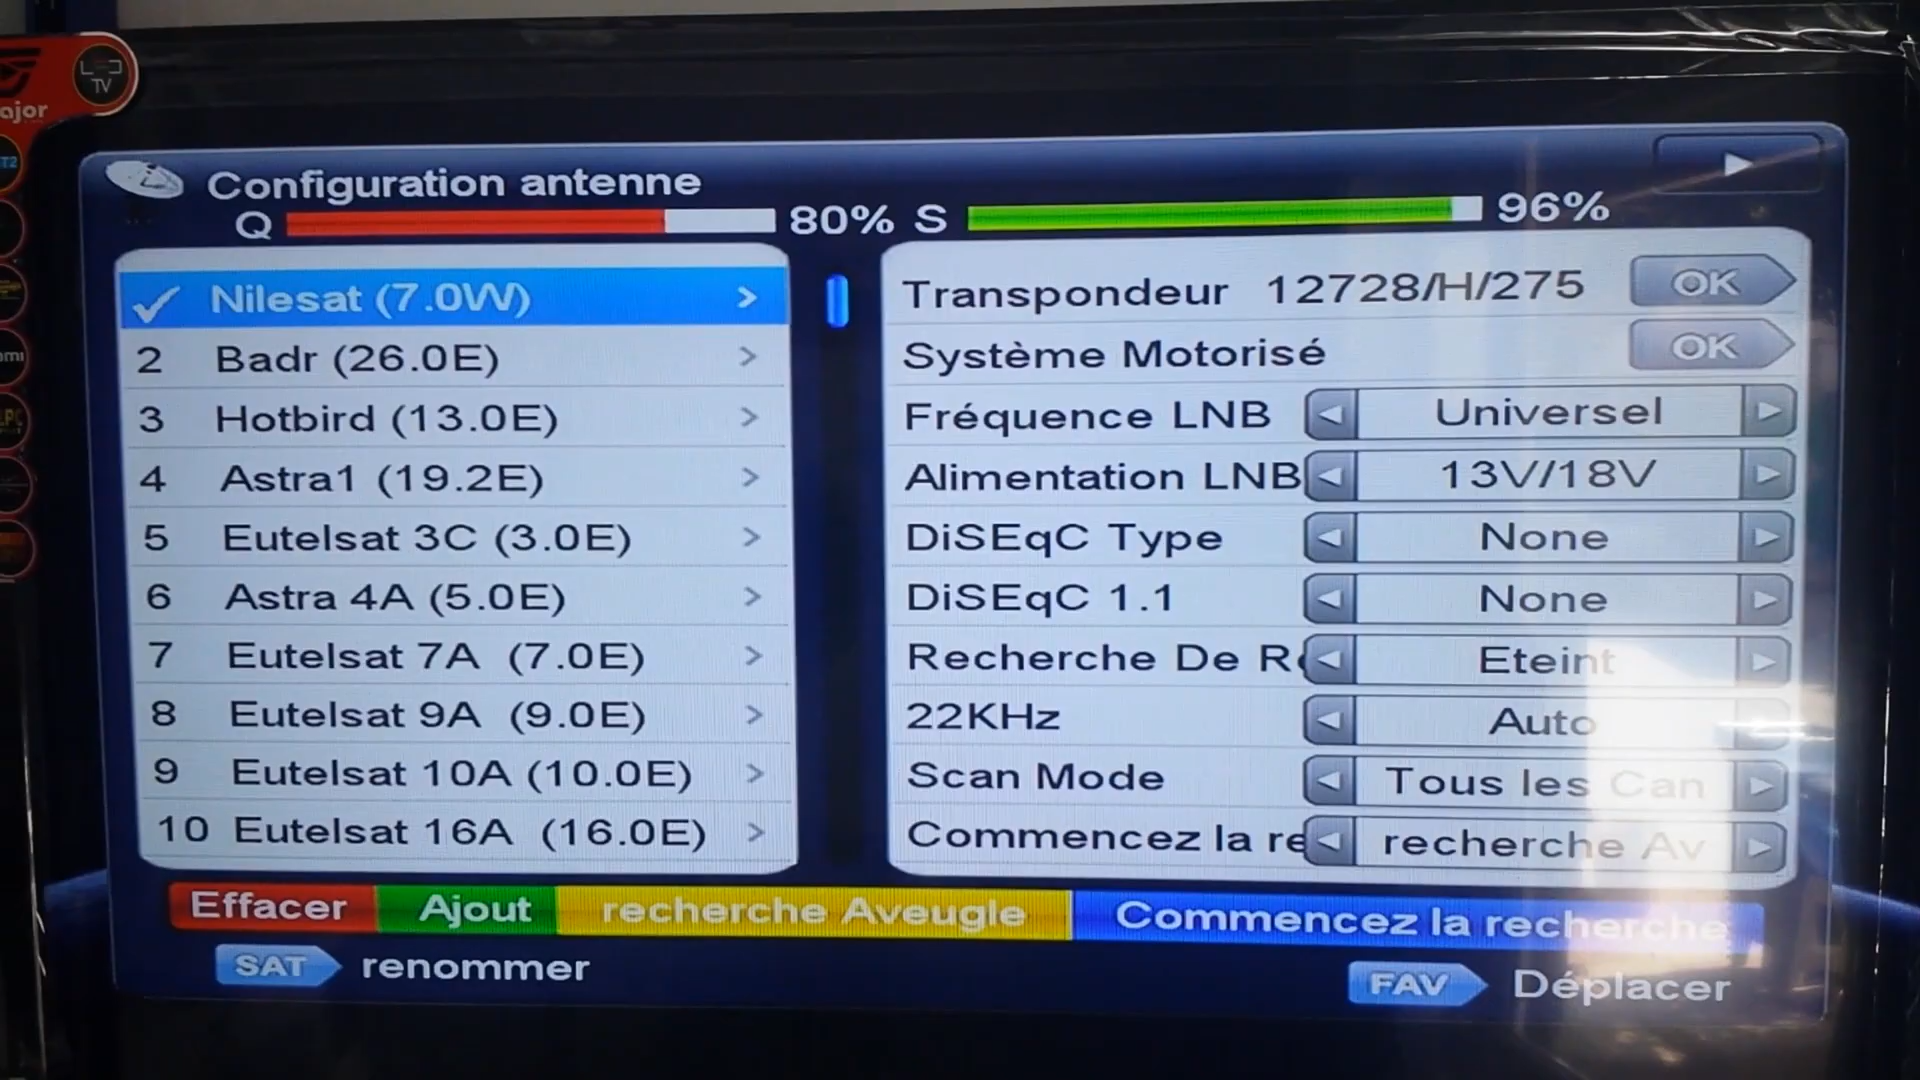 TV
ajor
T2
Configuration antenne
Q 80% S 96%
Nilesat (7.0W) >
2 Badr (26.0E) >
3 Hotbird (13.0E) >
4 Astra1 (19.2E) >
5 Eutelsat 3C (3.0E) >
6 Astra 4A (5.0E) >
7 Eutelsat 7A (7.0E) >
8 Eutelsat 9A (9.0E) >
9 Eutelsat 10A (10.0E) >
10 Eutelsat 16A (16.0E) >
Transpondeur 12728/H/275 OK
Système Motorisé OK
Fréquence LNB Universel
Alimentation LNB 13V/18V
DiSEqC Type None
DiSEqC 1.1 None
Recherche De R Eteint
22KHz Auto
Scan Mode Tous les Can
Commencez la re recherche Av
Effacer Ajout recherche Aveugle Commencez la recherche
SAT renommer FAV Déplacer